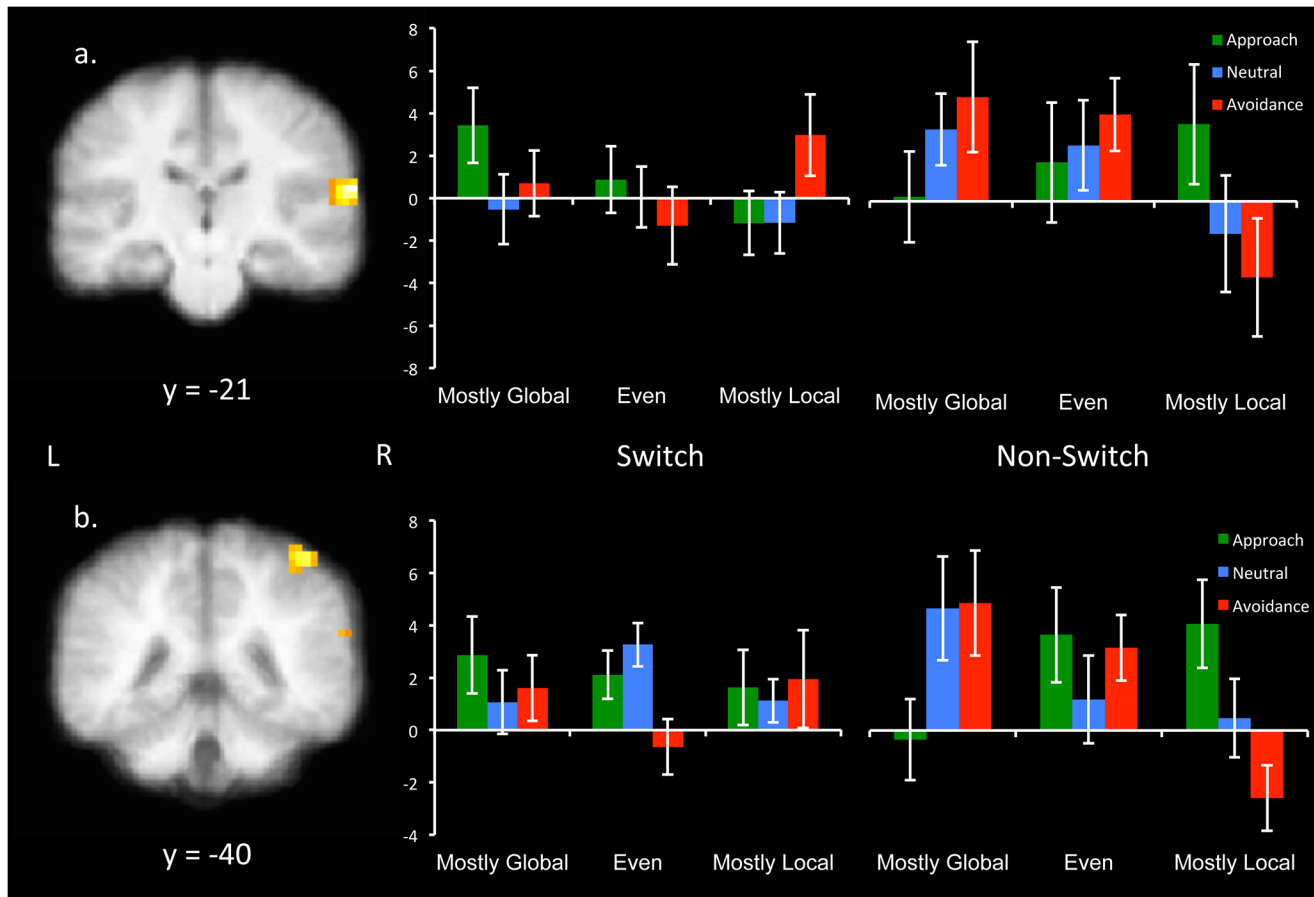 a.
y = -21
8
6
4
2
0
-2
-4
-6
-8
Mostly Global Even Mostly Local
Approach
Neutral
Avoidance
Mostly Global Even Mostly Local
L R
Switch
Non-Switch
b.
y = -40
8
6
4
2
0
-2
-4
Mostly Global Even Mostly Local
Approach
Neutral
Avoidance
Mostly Global Even Mostly Local